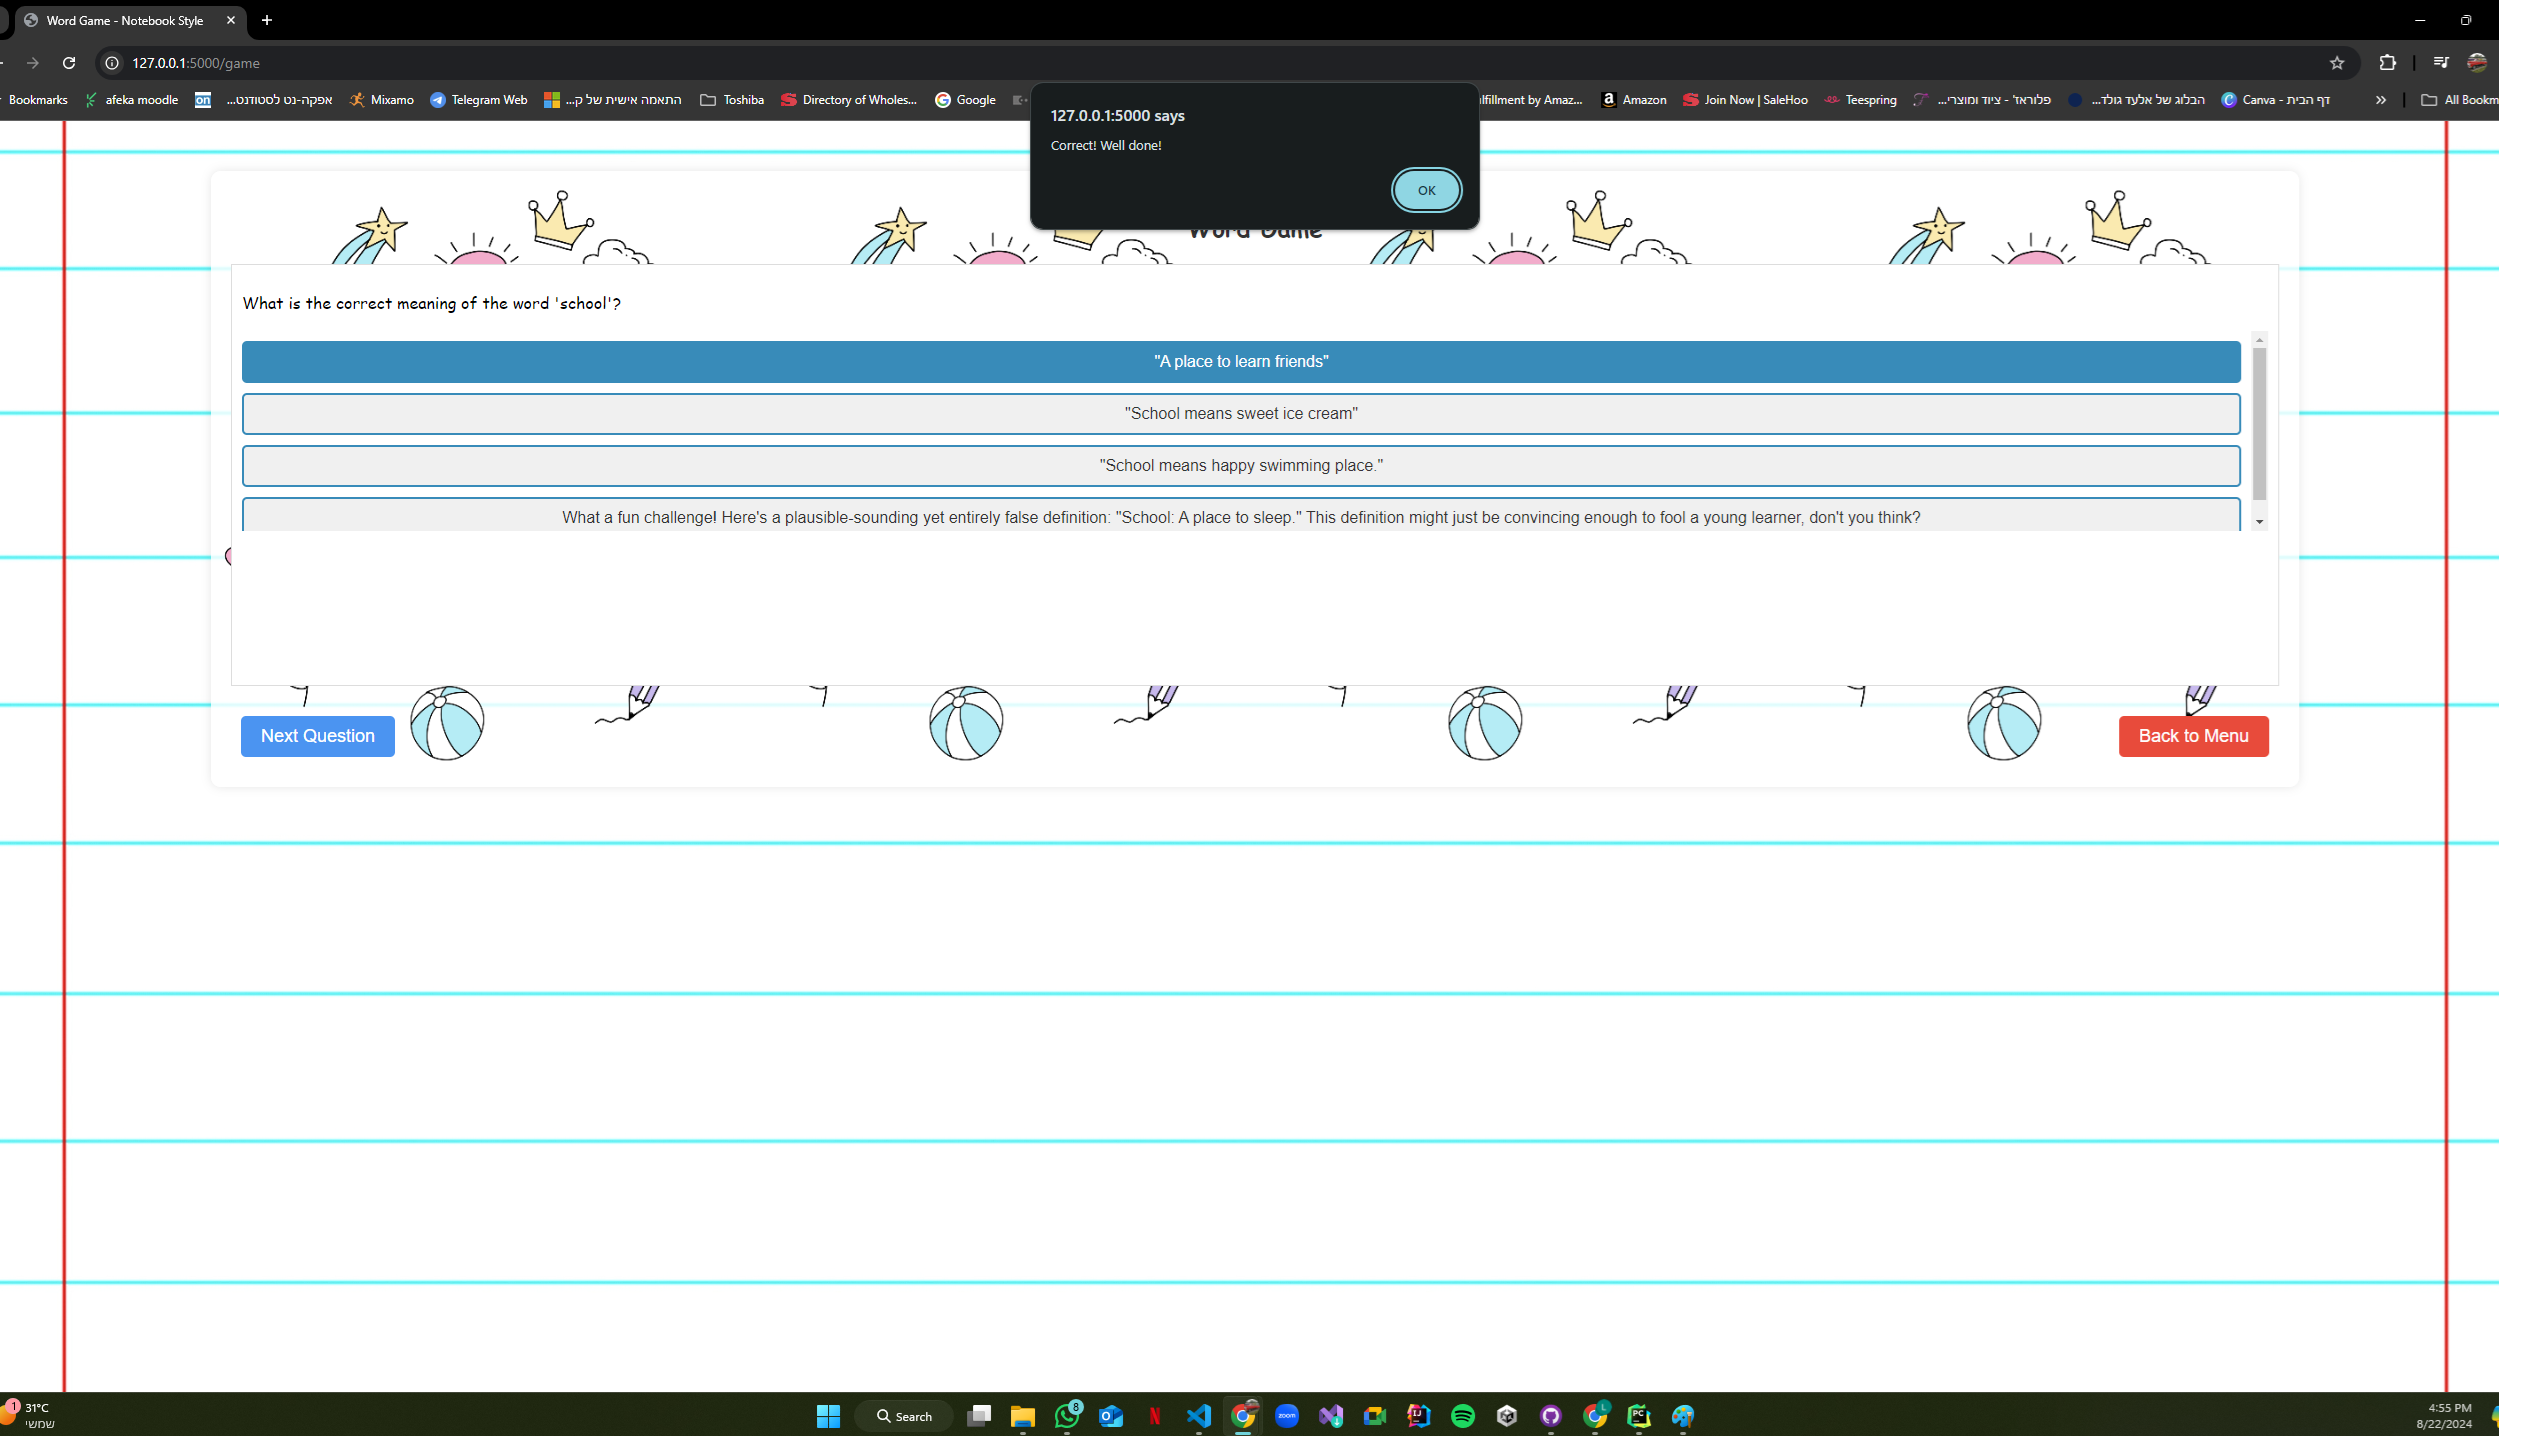 Word Game - Notebook Style
127.0.0.1:5000/game
Bookmarks afeka moodle on אפקה-נט לסטודנט... Mixamo Telegram Web התאמה אישית של ק... Toshiba Directory of Wholes... Google lfillment by Amaz... Amazon Join Now | SaleHoo Teespring פלוראז' - ציוד ומוצרי... הבלוג של אלעד גולד... Canva - דף הבית » All Bookm
127.0.0.1:5000 says
Correct! Well done!
OK
Word Game
What is the correct meaning of the word 'school'?
"A place to learn friends"
"School means sweet ice cream"
"School means happy swimming place."
What a fun challenge! Here's a plausible-sounding yet entirely false definition: "School: A place to sleep." This definition might just be convincing enough to fool a young learner, don't you think?
Next Question
Back to Menu
1 31°C
שמשי
Search
8
zoom
4:55 PM
8/22/2024